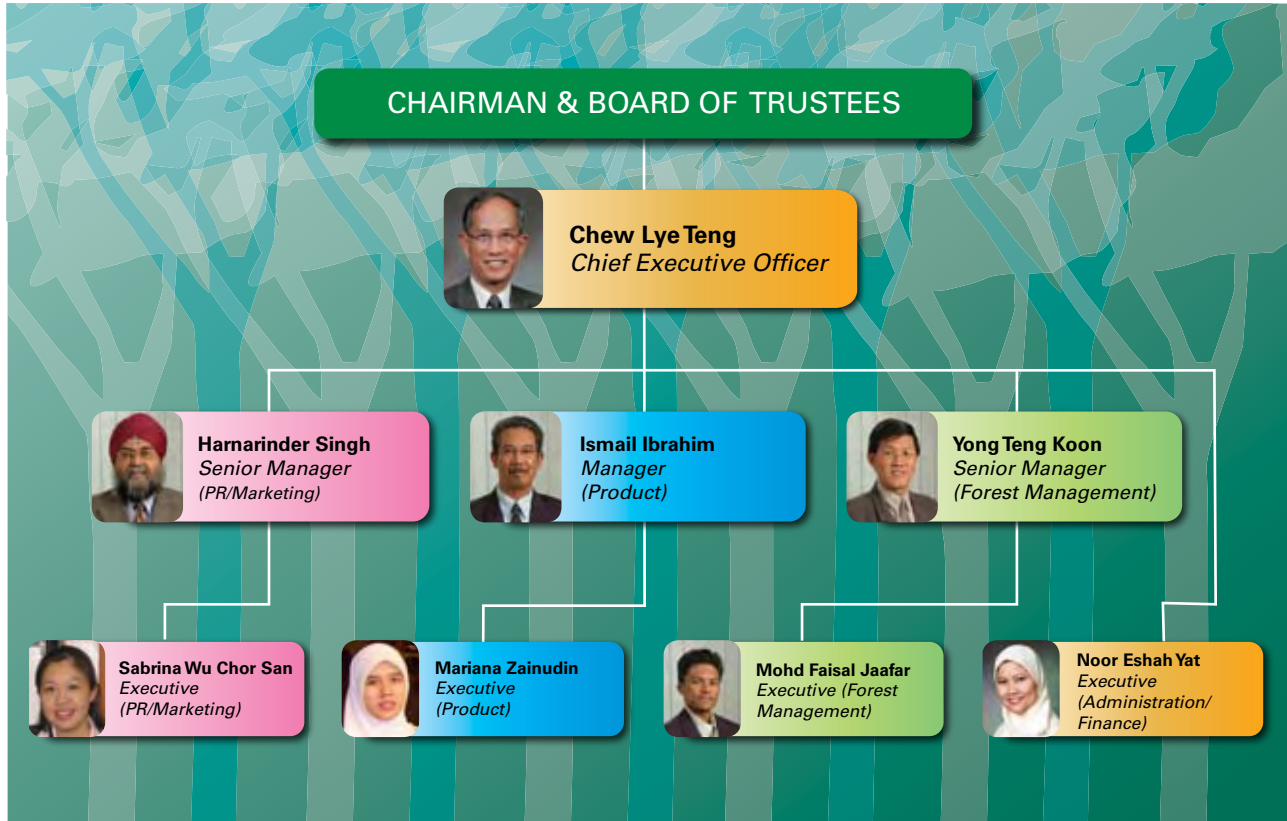 CHAIRMAN & BOARD OF TRUSTEES
Chew Lye Teng
Chief Executive Officer
Harnarinder Singh
Senior Manager
(PR/Marketing)
Ismail Ibrahim
Manager
(Product)
Yong Teng Koon
Senior Manager
(Forest Management)
Sabrina Wu Chor San
Executive
(PR/Marketing)
Mariana Zainudin
Executive
(Product)
Mohd Faisal Jaafar
Executive (Forest
Management)
Noor Eshah Yat
Executive
(Administration/
Finance)